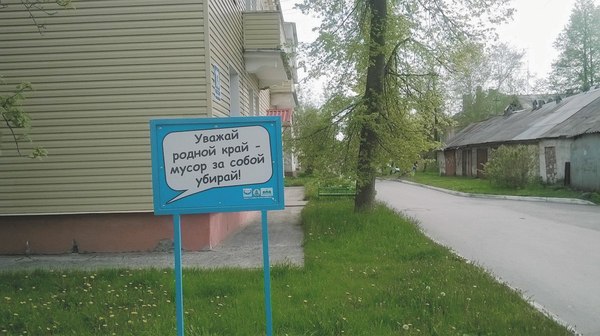 Уважай
родной край -
мусор за собой
убирай!